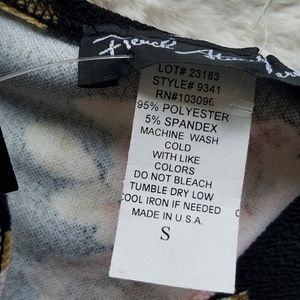 LOT# 23183
STYLE# 9341
RN#103096
95% POLYESTER
5% SPANDEX
MACHINE WASH
COLD
WITH LIKE
COLORS
DO NOT BLEACH
TUMBLE DRY LOW
COOL IRON IF NEEDED
MADE IN U.S.A.
S